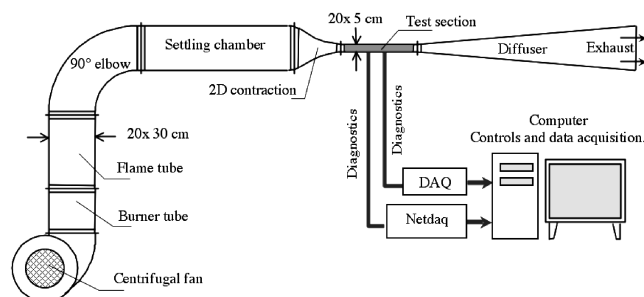 20x 5 cm
Test section
Settling chamber
90° elbow
2D contraction
Diffuser
Exhaust
20x 30 cm
Flame tube
Burner tube
Centrifugal fan
Diagnostics
Diagnostics
DAQ
Netdaq
Computer
Controls and data acquisition.